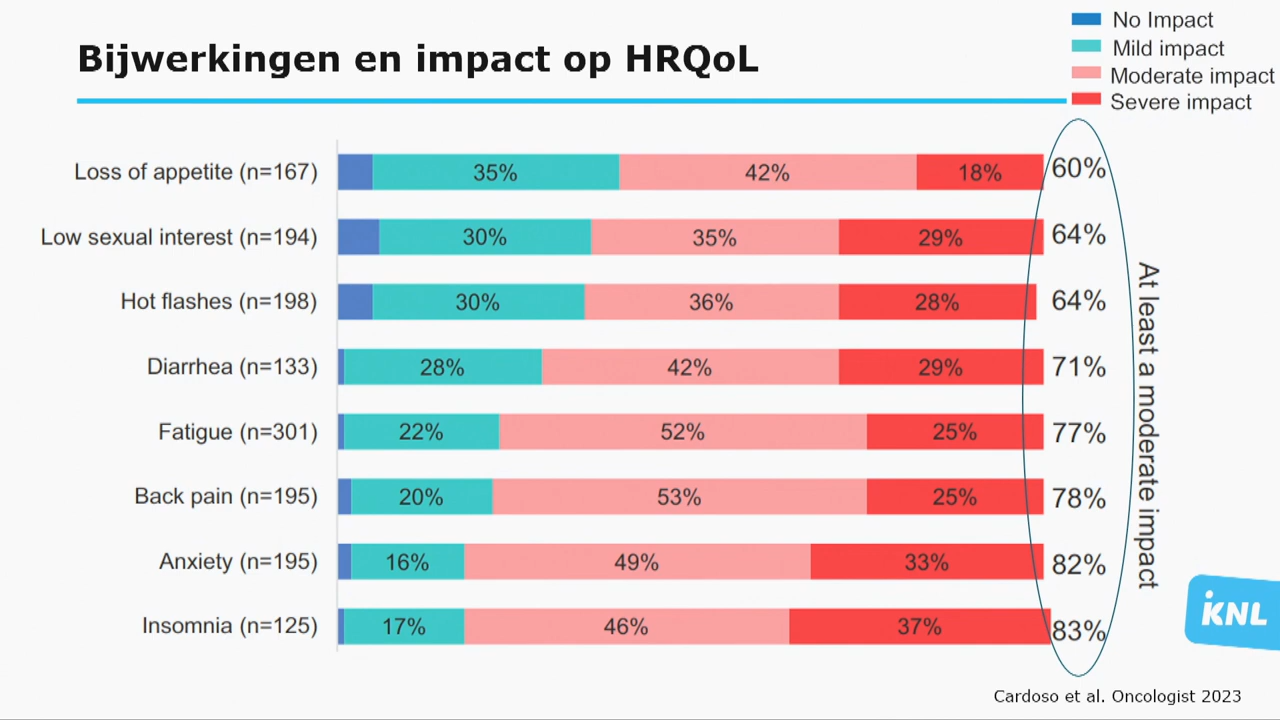 Bijwerkingen en impact op HRQoL
No Impact
Mild impact
Moderate impact
Severe impact
Loss of appetite (n=167) 35% 42% 18% 60%
Low sexual interest (n=194) 30% 35% 29% 64%
Hot flashes (n=198) 30% 36% 28% 64%
Diarrhea (n=133) 28% 42% 29% 71%
Fatigue (n=301) 22% 52% 25% 77%
Back pain (n=195) 20% 53% 25% 78%
Anxiety (n=195) 16% 49% 33% 82%
Insomnia (n=125) 17% 46% 37% 83%
At least a moderate impact
iKNL
Cardoso et al. Oncologist 2023